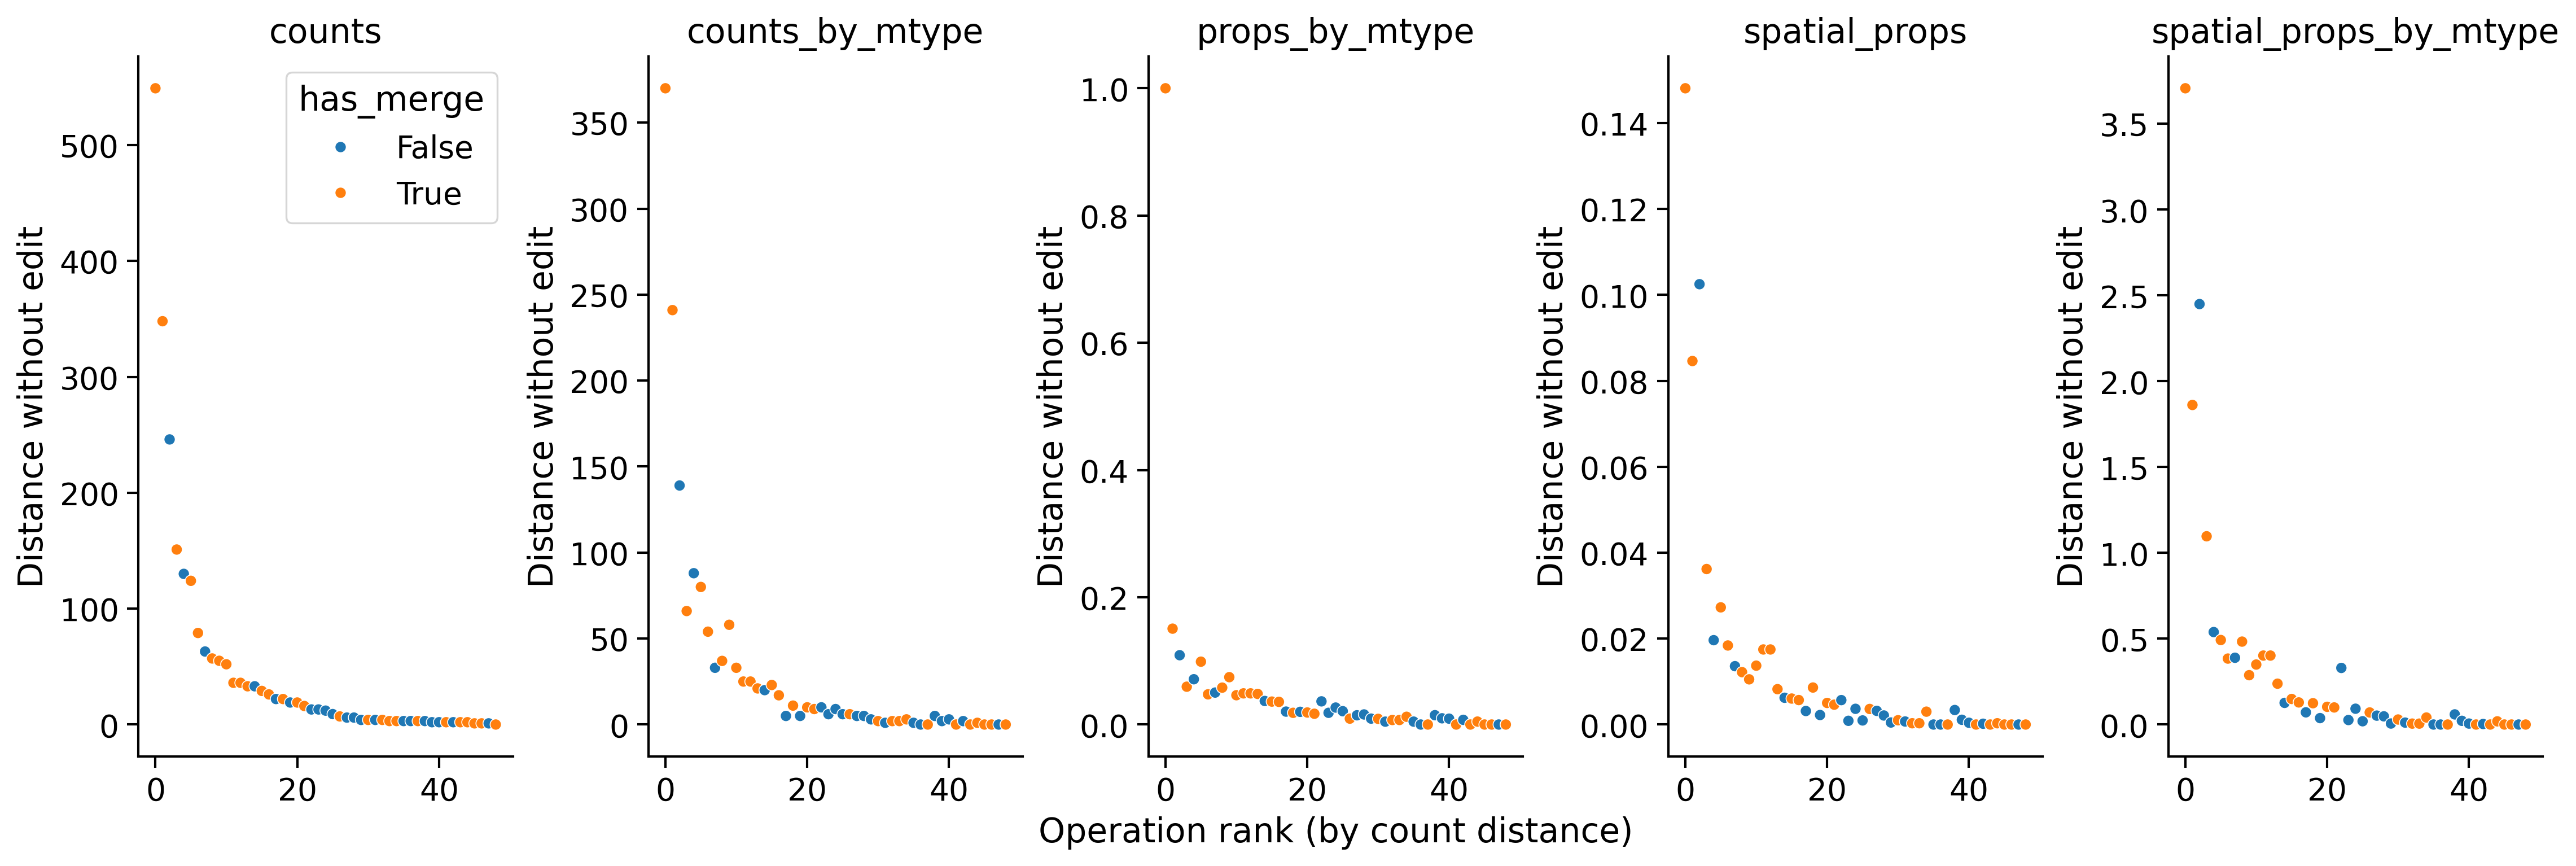 counts
counts_by_mtype
props_by_mtype
spatial_props
spatial_props_by_mtype
has_merge
False
True
Distance without edit
500
400
300
200
100
0
0 20 40
Distance without edit
350
300
250
200
150
100
50
0
0 20 40
Distance without edit
1.0
0.8
0.6
0.4
0.2
0.0
0 20 40
Distance without edit
0.14
0.12
0.10
0.08
0.06
0.04
0.02
0.00
0 20 40
Distance without edit
3.5
3.0
2.5
2.0
1.5
1.0
0.5
0.0
0 20 40
Operation rank (by count distance)